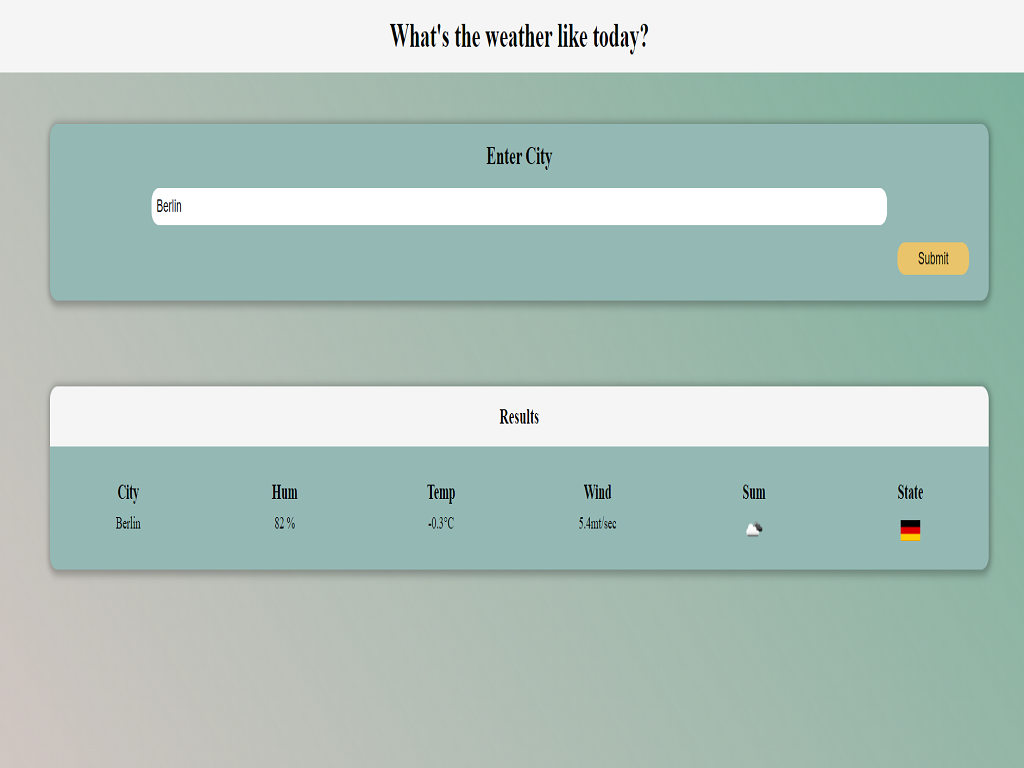 What's the weather like today?
Enter City
Berlin
Submit
Results
City Hum Temp Wind Sum State
Berlin 82 % -0.3°C 5.4mt/sec